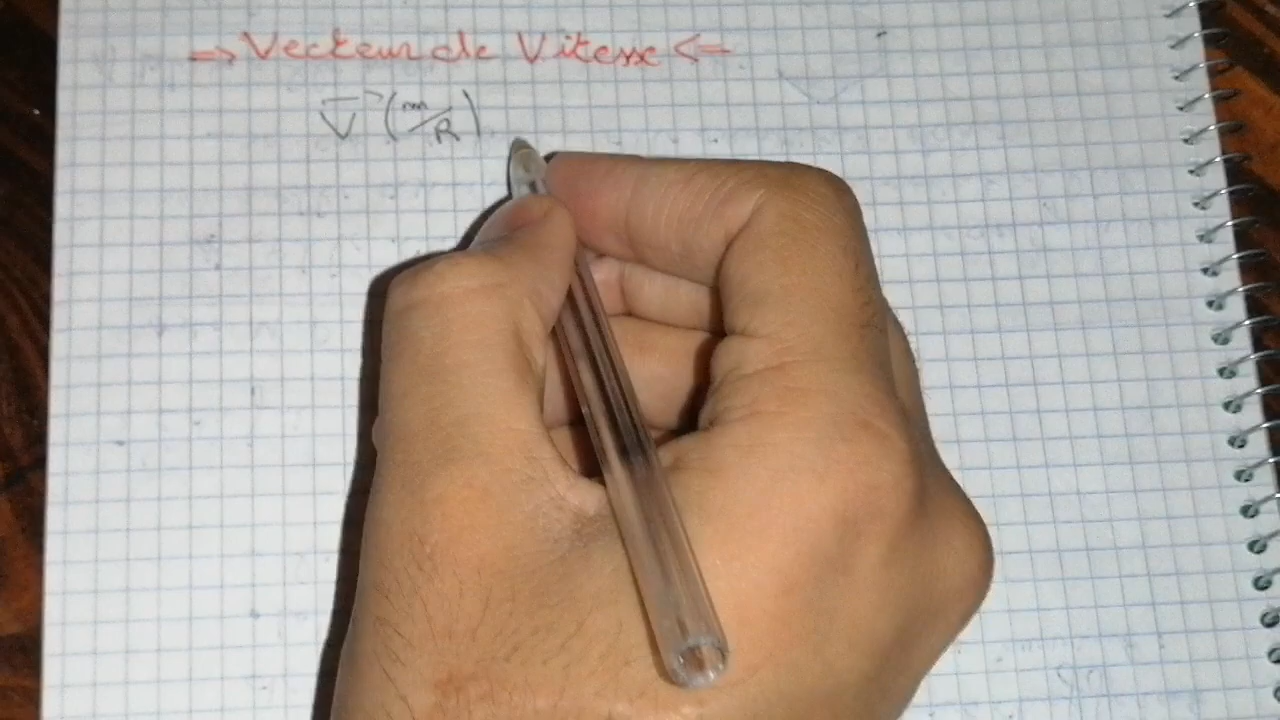 ⇒ Vecteur de Vitesse ⇐
V⃗ (m/R)